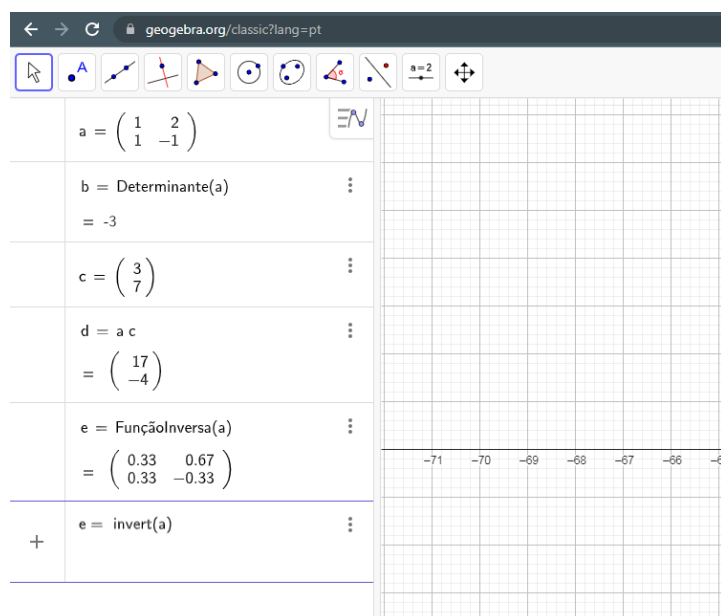 geogebra.org/classic?lang=pt
A
a=2
a = ( 1 2
1 −1 )
b = Determinante(a)
= -3
c = ( 3
7 )
d = a c
= ( 17
−4 )
e = FunçãoInversa(a)
= ( 0.33 0.67
0.33 −0.33 )
e = invert(a)
+
−71 −70 −69 −68 −67 −66